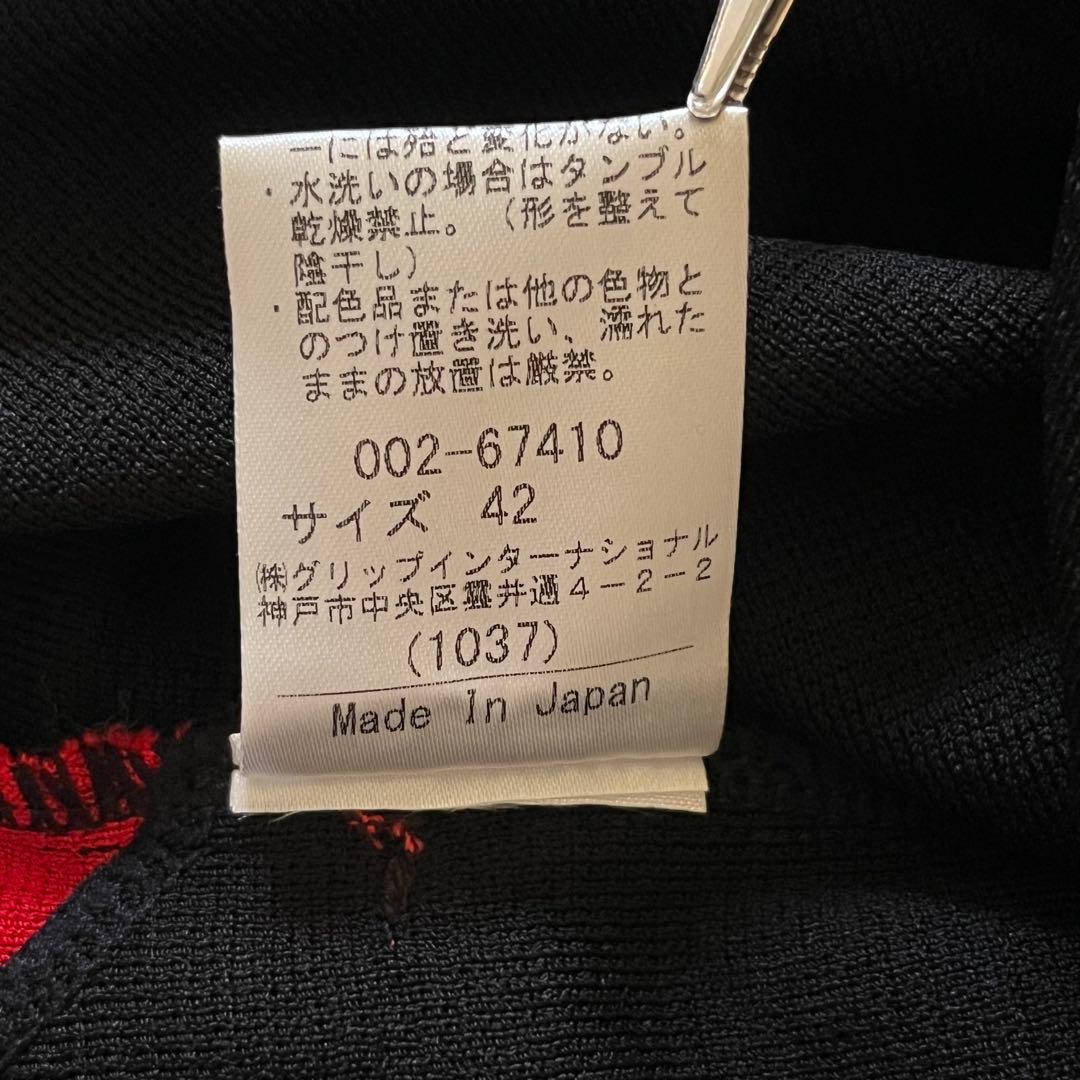 ーには殆ど変化がない。
・水洗いの場合はタンブル
乾燥禁止。（形を整えて
陰干し）
・配色品または他の色物と
のつけ置き洗い、濡れた
ままの放置は厳禁。
002-67410
サイズ 42
㈱グリップインターナショナル
神戸市中央区雲井通4-2-2
(1037)
Made In Japan